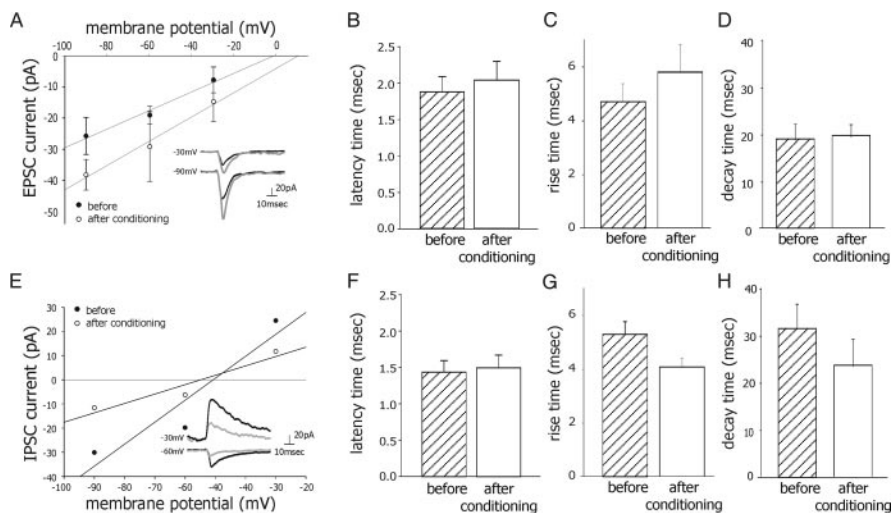 A
membrane potential (mV)
-100 -80 -60 -40 -20 0
0
-10
-20
-30
-40
-50
EPSC current (pA)
-30mV
-90mV
20pA
10msec
before
after conditioning
B
latency time (msec)
2.5
2.0
1.5
1.0
0.5
0.0
before after
conditioning
C
rise time (msec)
6
4
2
0
before after
conditioning
D
decay time (msec)
40
30
20
10
0
before after
conditioning
E
IPSC current (pA)
30
20
10
0
-10
-20
-30
-40
before
after conditioning
-30mV
-60mV
20pA
10msec
-100 -90 -80 -70 -60 -50 -40 -30 -20
membrane potential (mV)
F
latency time (msec)
2.5
2.0
1.5
1.0
0.5
0.0
before after
conditioning
G
rise time (msec)
6
4
2
0
before after
conditioning
H
decay time (msec)
40
30
20
10
0
before after
conditioning